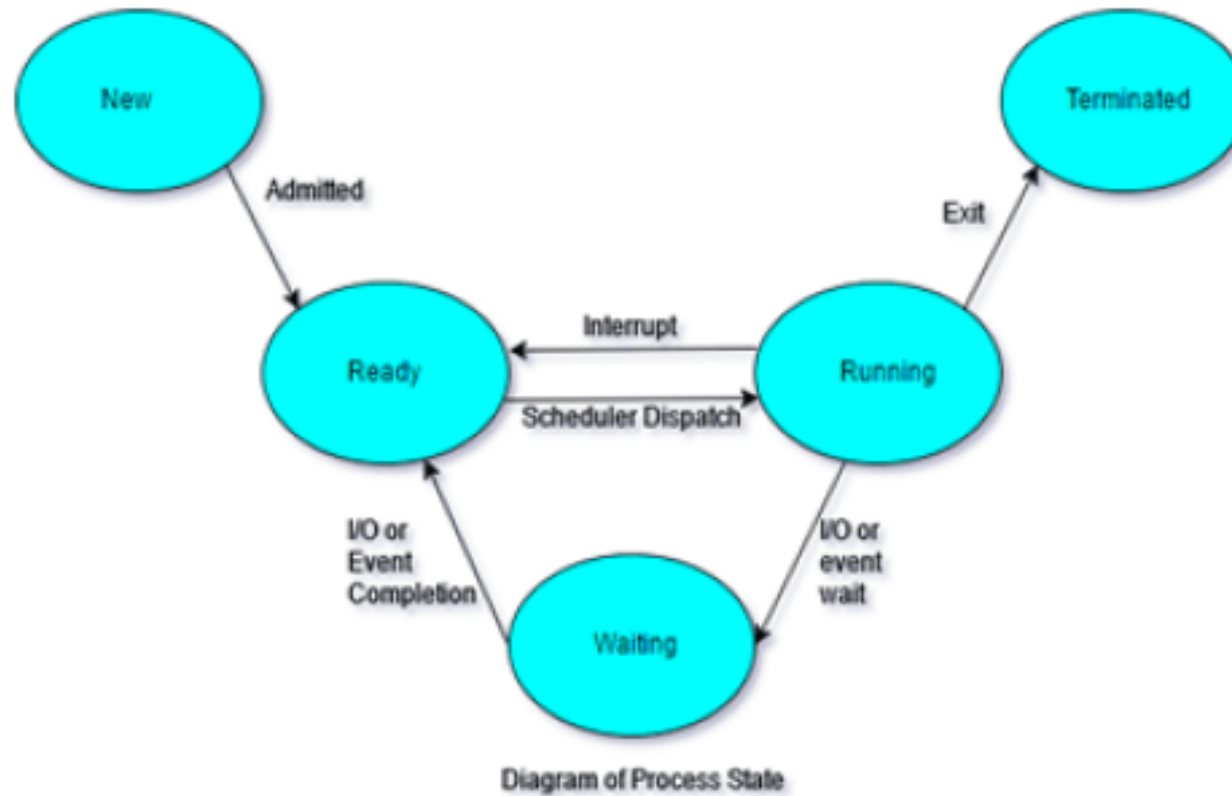 New
Terminated
Admitted
Exit
Interrupt
Ready
Running
Scheduler Dispatch
I/O or
Event
Completion
I/O or
event
wait
Waiting
Diagram of Process State